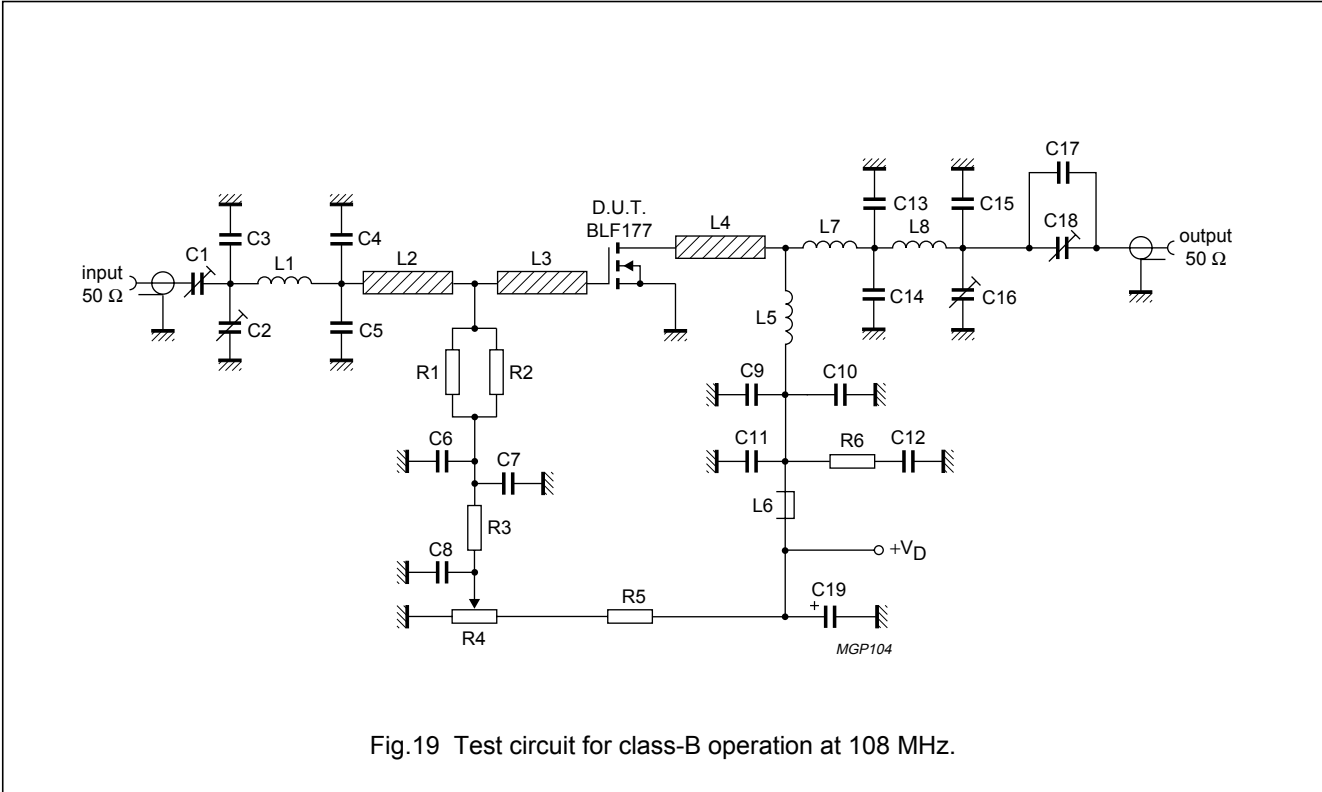 C17
D.U.T.
BLF177
C3
C4
L4
C13
C15
L7
L8
C18
output
50 Ω
input
50 Ω
C1
L1
L2
L3
C2
C5
C14
C16
L5
R1
R2
C9
C10
C6
C7
C11
R6
C12
L6
R3
+VD
C8
R5
C19
+
R4
MGP104
Fig.19 Test circuit for class-B operation at 108 MHz.